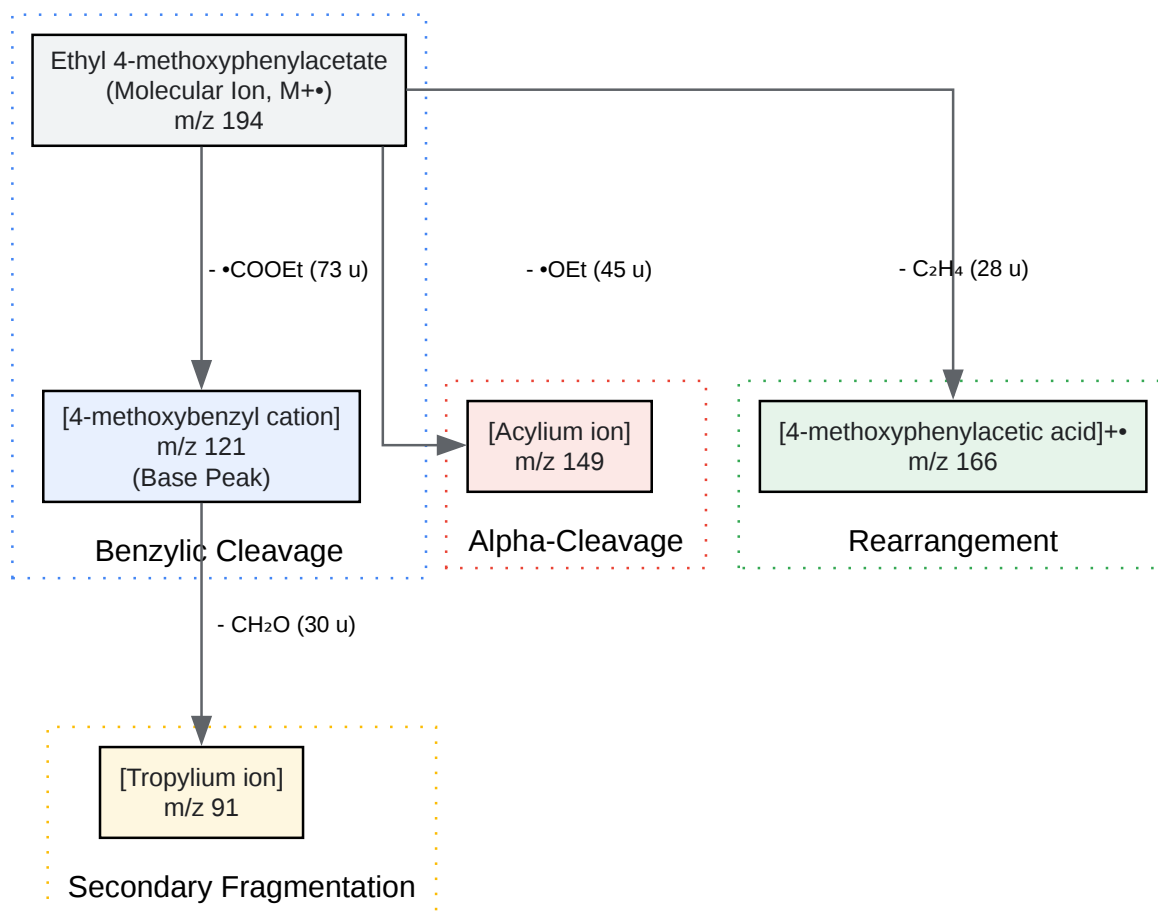 Ethyl 4-methoxyphenylacetate
(Molecular Ion, M+•)
m/z 194
- •COOEt (73 u)
- •OEt (45 u)
- C₂H₄ (28 u)
[4-methoxybenzyl cation]
m/z 121
(Base Peak)
[Acylium ion]
m/z 149
[4-methoxyphenylacetic acid]+•
m/z 166
Benzylic Cleavage
Alpha-Cleavage
Rearrangement
- CH₂O (30 u)
[Tropylium ion]
m/z 91
Secondary Fragmentation